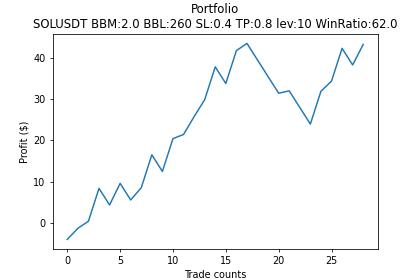 Portfolio
SOLUSDT BBM:2.0 BBL:260 SL:0.4 TP:0.8 lev:10 WinRatio:62.0
40
30
20
10
0
Profit ($)
0 5 10 15 20 25
Trade counts